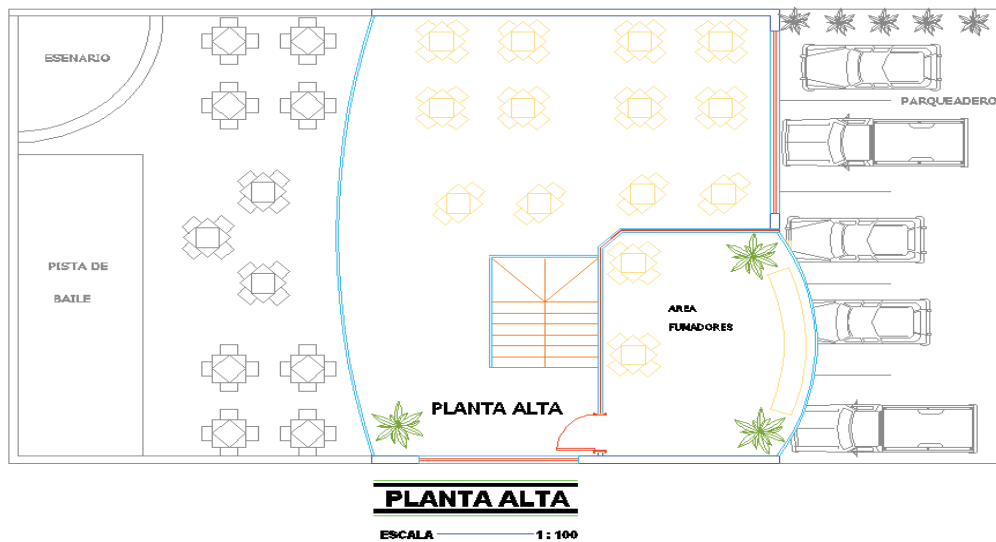 ESENARIO
PARQUEADERO
PISTA DE
BAILE
AREA
FUMADORES
PLANTA ALTA
PLANTA ALTA
ESCALA 1:100